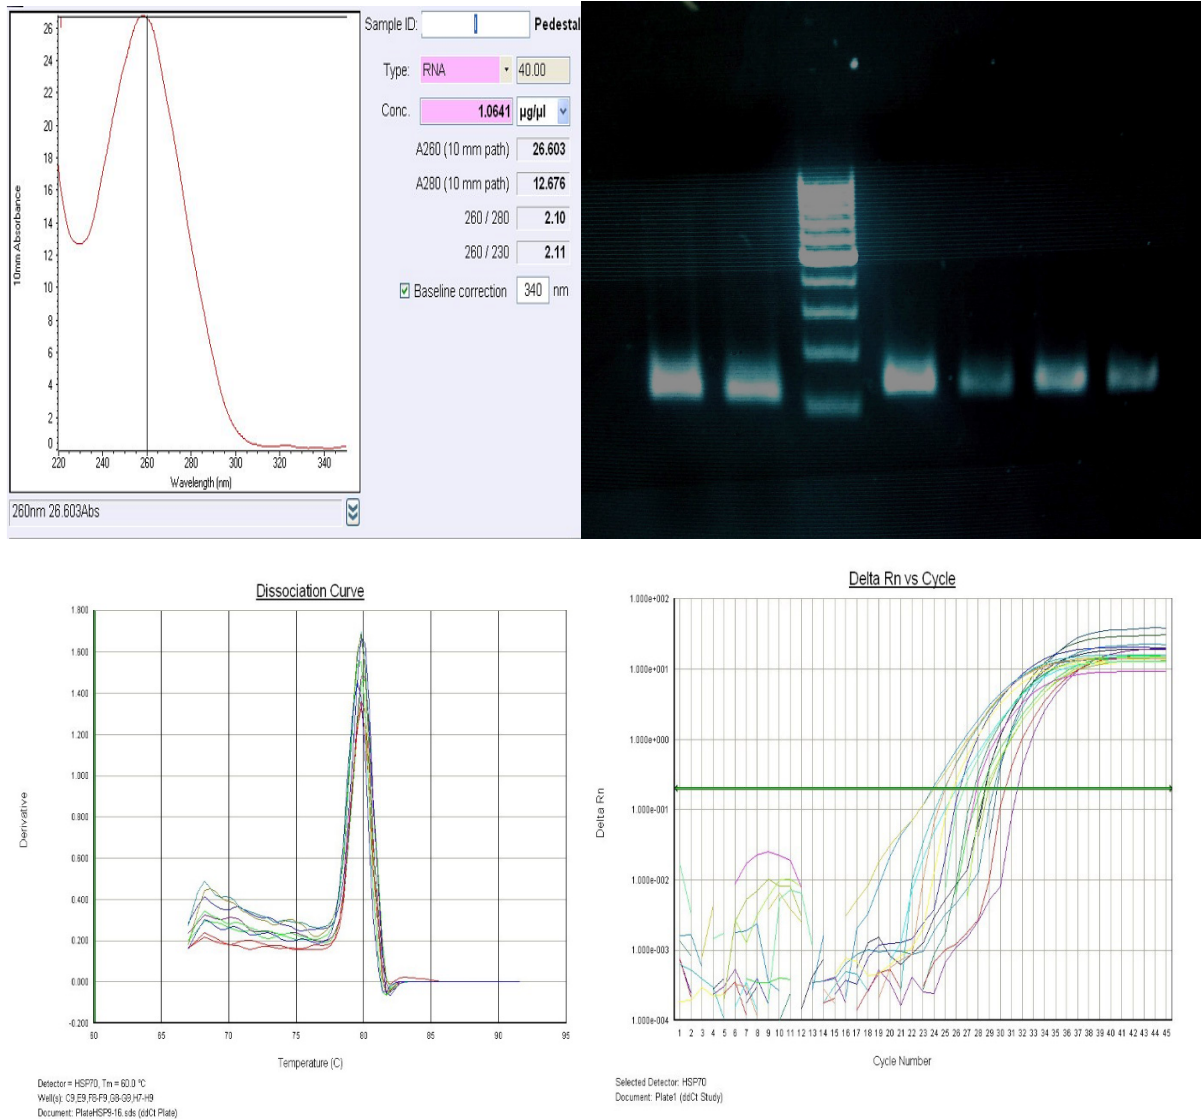 Sample ID: Pedestal
Type: RNA 40.00
Conc. 1.0641 µg/µl
A260 (10 mm path) 26.603
A280 (10 mm path) 12.676
260 / 280 2.10
260 / 230 2.11
Baseline correction 340 nm
26
24
22
20
18
16
14
12
10
8
6
4
2
0
10mm Absorbance
220 240 260 280 300 320 340
Wavelength (nm)
260nm 26.603Abs
Dissociation Curve
1.800
1.600
1.400
1.200
1.000
0.800
0.600
0.400
0.200
0.000
-0.200
Derivative
60 65 70 75 80 85 90 95
Temperature (C)
Detector = HSP70, Tm = 60.0 °C
Well(s): C9,E9,F8-F9,G8-G9,H7-H9
Document: PlateHSP9-16.sds (ddCt Plate)
Delta Rn vs Cycle
1.000e+002
1.000e+001
1.000e+000
1.000e-001
1.000e-002
1.000e-003
1.000e-004
Delta Rn
1 2 3 4 5 6 7 8 9 10 11 12 13 14 15 16 17 18 19 20 21 22 23 24 25 26 27 28 29 30 31 32 33 34 35 36 37 38 39 40 41 42 43 44 45
Cycle Number
Selected Detector: HSP70
Document: Plate1 (ddCt Study)